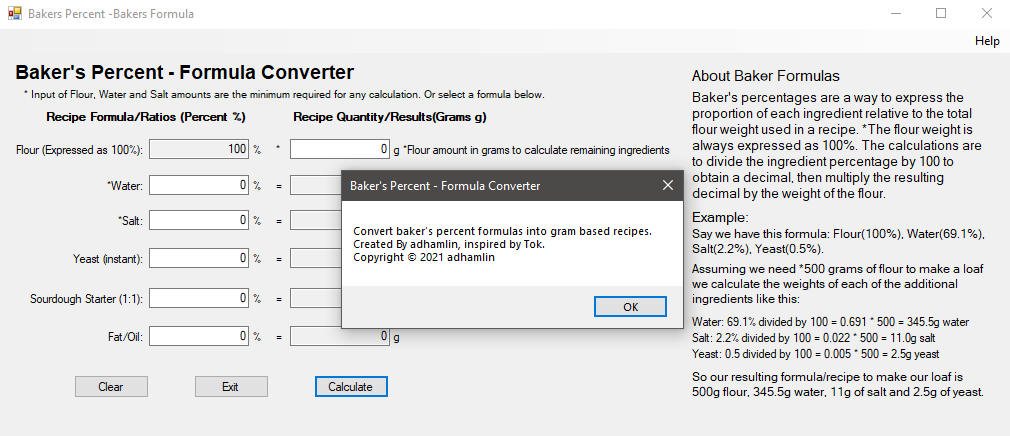 Bakers Percent -Bakers Formula
Help
Baker's Percent - Formula Converter
* Input of Flour, Water and Salt amounts are the minimum required for any calculation. Or select a formula below.
Recipe Formula/Ratios (Percent %)
Recipe Quantity/Results(Grams g)
Flour (Expressed as 100%): 100 % * 0 g *Flour amount in grams to calculate remaining ingredients
*Water: 0 % =
*Salt: 0 % =
Yeast (instant): 0 % =
Sourdough Starter (1:1): 0 % =
Fat/Oil: 0 % = 0 g
Clear
Exit
Calculate
Baker's Percent - Formula Converter
Convert baker's percent formulas into gram based recipes.
Created By adhamlin, inspired by Tok.
Copyright © 2021 adhamlin
OK
About Baker Formulas
Baker's percentages are a way to express the
proportion of each ingredient relative to the total
flour weight used in a recipe. *The flour weight is
always expressed as 100%. The calculations are
to divide the ingredient percentage by 100 to
obtain a decimal, then multiply the resulting
decimal by the weight of the flour.
Example:
Say we have this formula: Flour(100%), Water(69.1%),
Salt(2.2%), Yeast(0.5%).
Assuming we need *500 grams of flour to make a loaf
we calculate the weights of each of the additional
ingredients like this:
Water: 69.1% divided by 100 = 0.691 * 500 = 345.5g water
Salt: 2.2% divided by 100 = 0.022 * 500 = 11.0g salt
Yeast: 0.5 divided by 100 = 0.005 * 500 = 2.5g yeast
So our resulting formula/recipe to make our loaf is
500g flour, 345.5g water, 11g of salt and 2.5g of yeast.